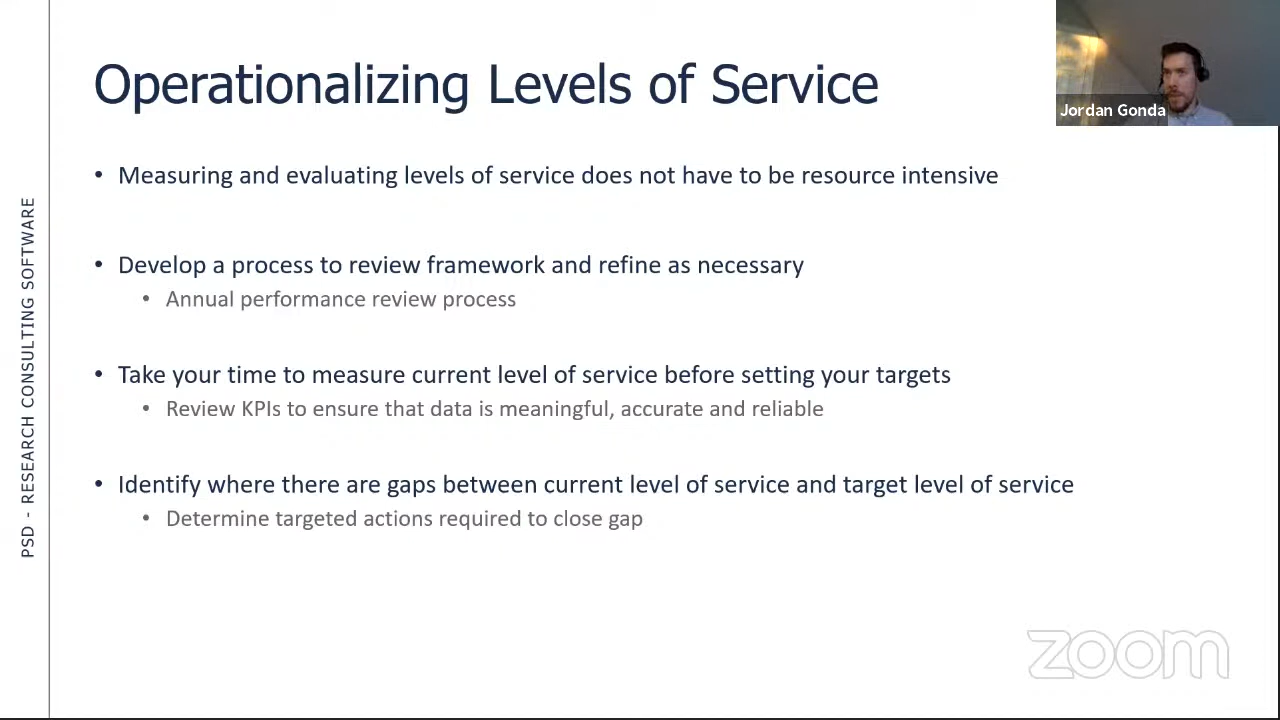 Operationalizing Levels of Service
Jordan Gonda
• Measuring and evaluating levels of service does not have to be resource intensive
• Develop a process to review framework and refine as necessary
• Annual performance review process
• Take your time to measure current level of service before setting your targets
• Review KPIs to ensure that data is meaningful, accurate and reliable
• Identify where there are gaps between current level of service and target level of service
• Determine targeted actions required to close gap
PSD - RESEARCH CONSULTING SOFTWARE
zoom